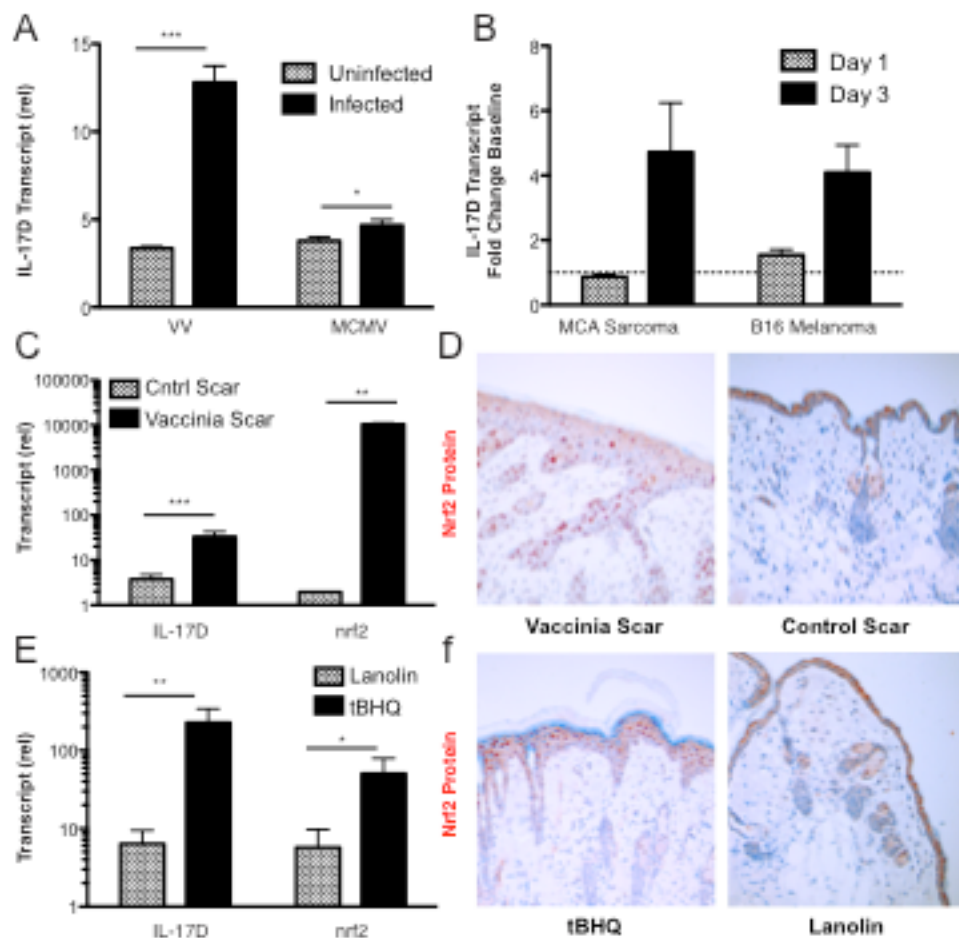 A
IL-17D Transcript (rel)
15
10
5
0
***
*
Uninfected
Infected
VV
MCMV
B
IL-17D Transcript
Fold Change Baseline
8
6
4
2
0
Day 1
Day 3
MCA Sarcoma
B16 Melanoma
C
Transcript (rel)
100000
10000
1000
100
10
1
Cntrl Scar
Vaccinia Scar
***
**
IL-17D
nrf2
D
Nrf2 Protein
Vaccinia Scar
Control Scar
E
Transcript (rel)
1000
100
10
1
**
*
Lanolin
tBHQ
IL-17D
nrf2
f
Nrf2 Protein
tBHQ
Lanolin